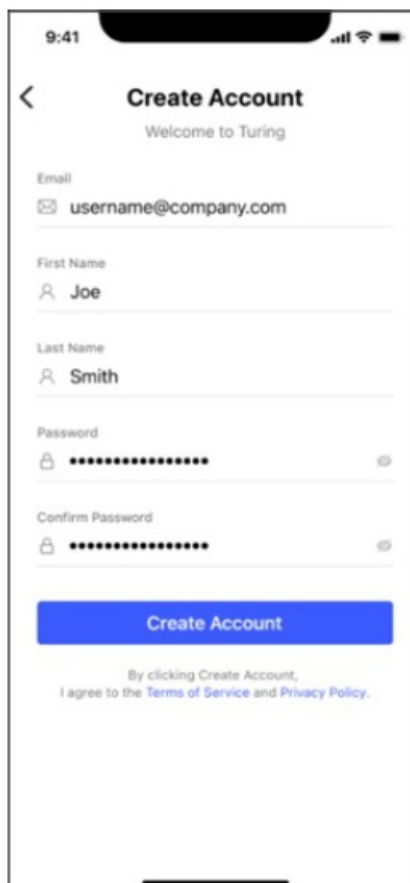 9:41
Create Account
Welcome to Turing
Email
username@company.com
First Name
Joe
Last Name
Smith
Password
••••••••••••••••
Confirm Password
••••••••••••••••
Create Account
By clicking Create Account,
I agree to the Terms of Service and Privacy Policy.